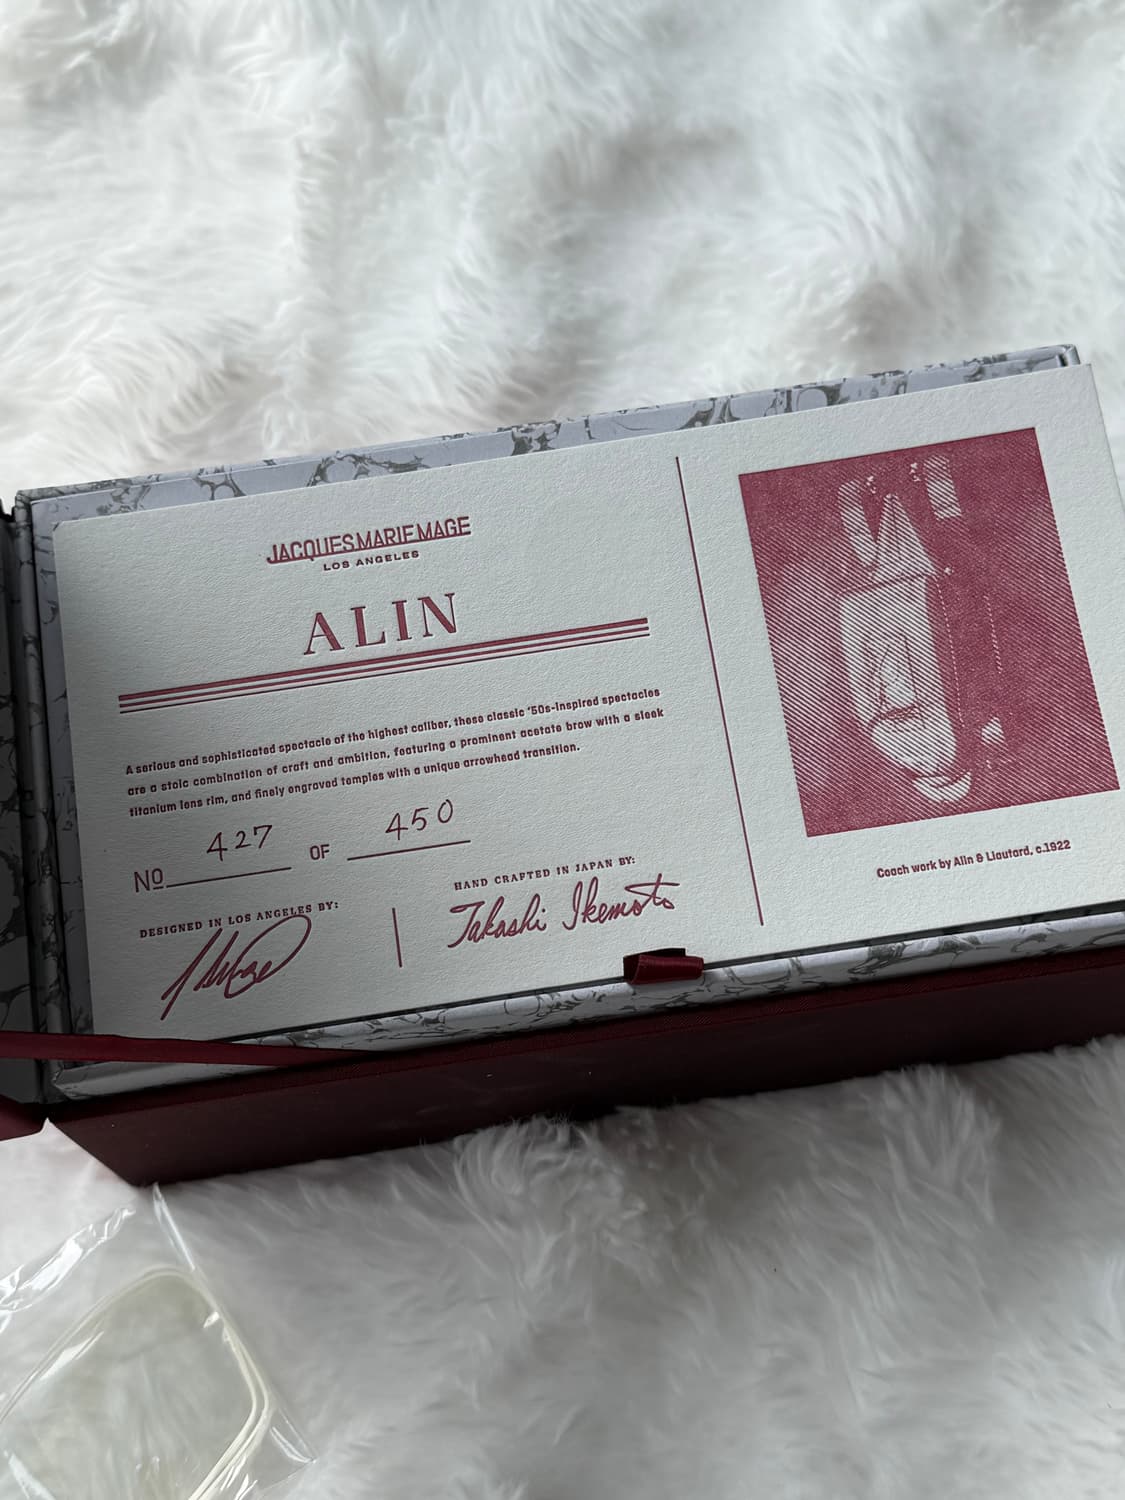 JACQUES MARIE MAGE
LOS ANGELES
ALIN
A serious and sophisticated spectacle of the highest caliber, these classic '50s-inspired spectacles
are a stoic combination of craft and ambition, featuring a prominent acetate brow with a sleek
titanium lens rim, and finely engraved temples with a unique arrowhead transition.
Nº 427 OF 450
DESIGNED IN LOS ANGELES BY:
HAND CRAFTED IN JAPAN BY:
Takashi Ikemoto
Coach work by Alin & Liautard, c.1922